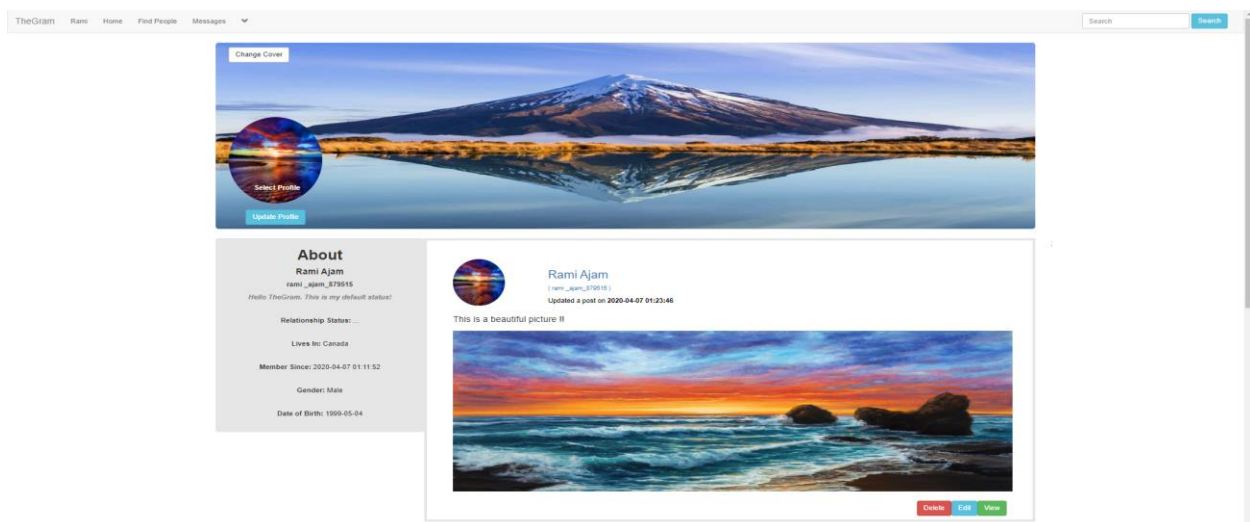 TheGram Rami Home Find People Messages Search Search
Change Cover
Select Profile
Update Profile
About
Rami Ajam
rami _ajam_879515
Hello TheGram. This is my default status!
Relationship Status: ...
Lives In: Canada
Member Since: 2020-04-07 01:11:52
Gender: Male
Date of Birth: 1999-05-04
Rami Ajam
( rami _ajam_879515 )
Updated a post on 2020-04-07 01:23:46
This is a beautiful picture !!!
Delete Edit View